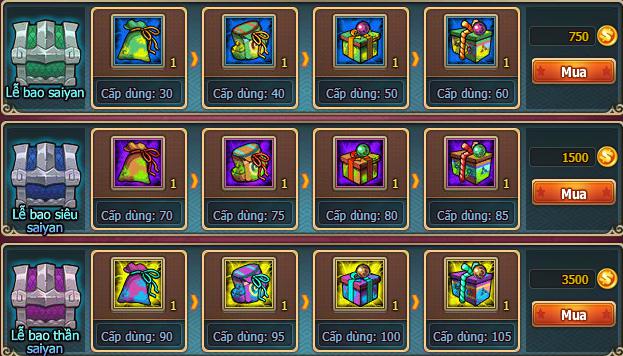 1 1 1 1 750
Lễ bao saiyan Cấp dùng: 30 Cấp dùng: 40 Cấp dùng: 50 Cấp dùng: 60 Mua
1 1 1 1 1500
Lễ bao siêu
saiyan Cấp dùng: 70 Cấp dùng: 75 Cấp dùng: 80 Cấp dùng: 85 Mua
1 1 1 1 3500
Lễ bao thần
saiyan Cấp dùng: 90 Cấp dùng: 95 Cấp dùng: 100 Cấp dùng: 105 Mua